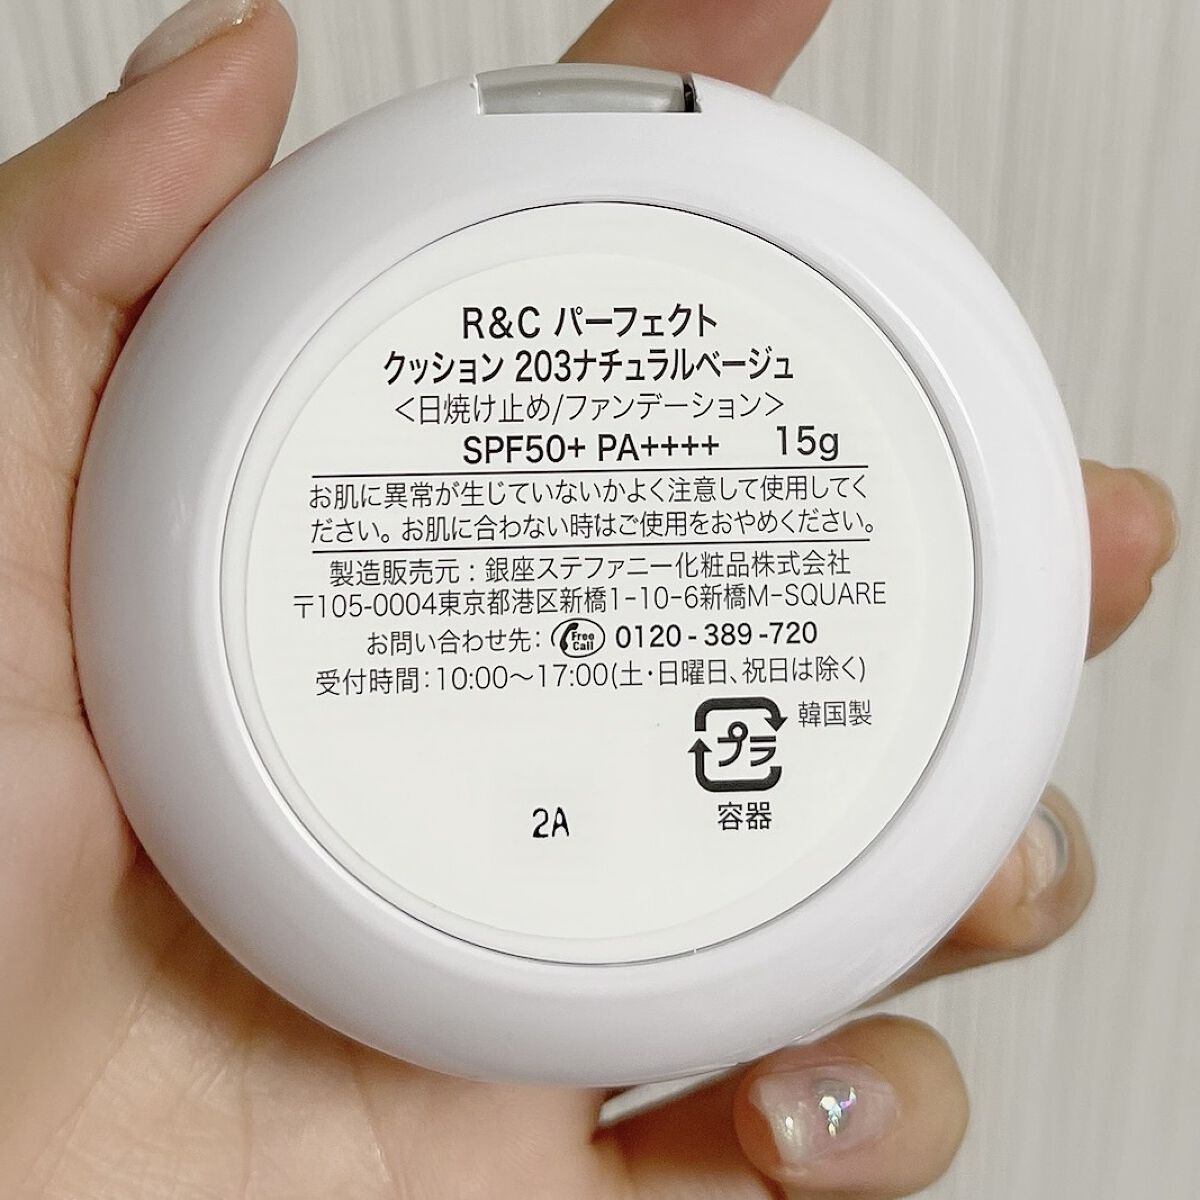 R&C パーフェクト
クッション 203ナチュラルベージュ
＜日焼け止め/ファンデーション＞
SPF50+ PA++++ 15g
お肌に異常が生じていないかよく注意して使用してく
ださい。お肌に合わない時はご使用をおやめください。
製造販売元：銀座ステファニー化粧品株式会社
〒105-0004東京都港区新橋1-10-6新橋M-SQUARE
お問い合わせ先: Free Call 0120-389-720
受付時間:10:00～17:00(土・日曜日、祝日は除く)
プラ 韓国製
容器
2A